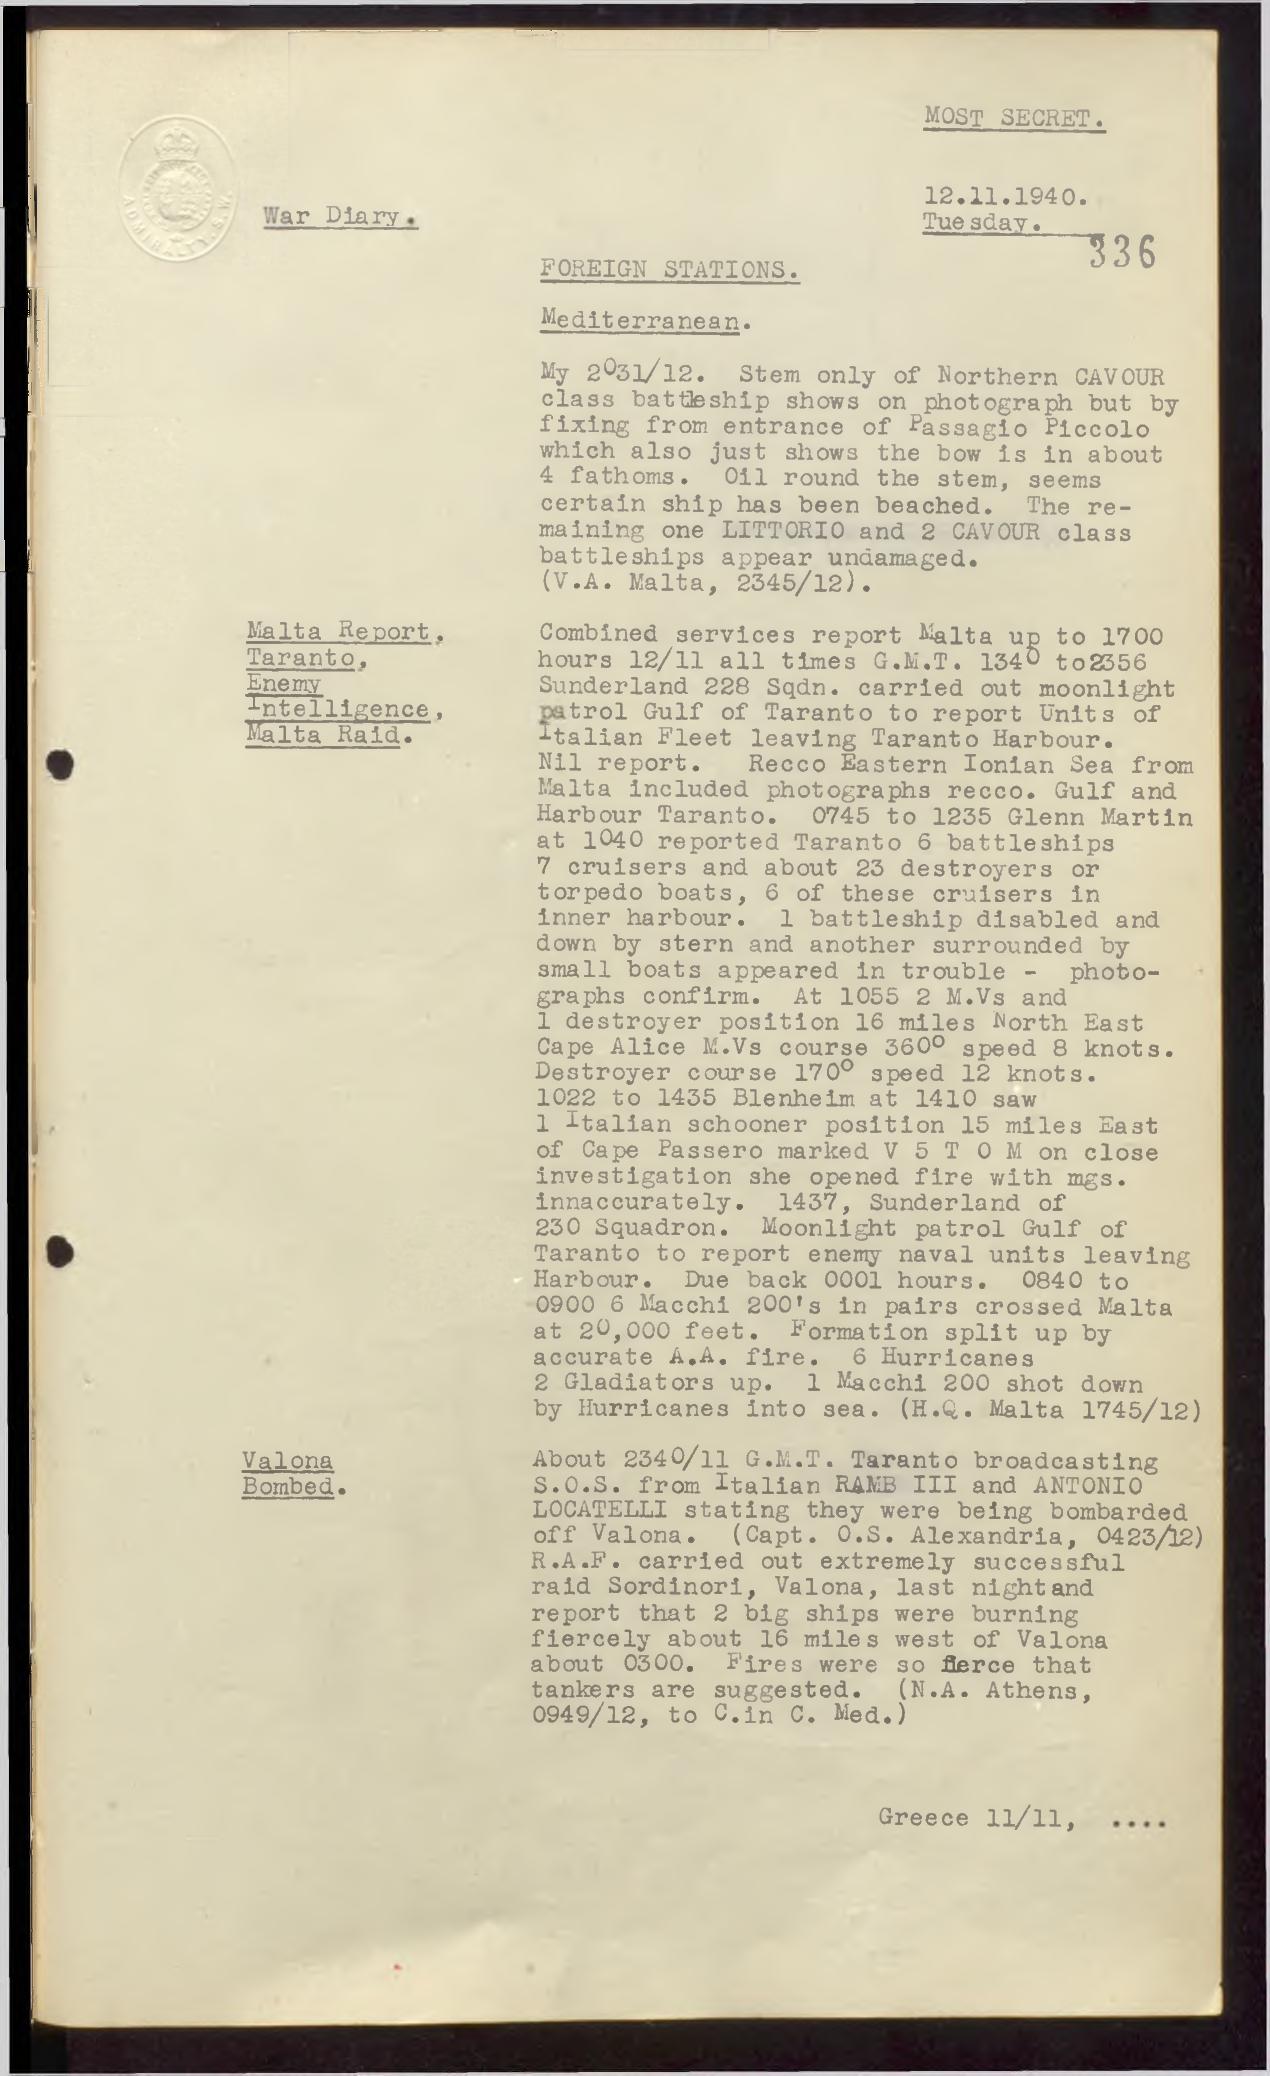 MOST SECRET.
ADMIRALTY. S.W.
12.11.1940.
War Diary.
Tuesday.
336
FOREIGN STATIONS.
Mediterranean.
My 2031/12. Stem only of Northern CAVOUR
class battleship shows on photograph but by
fixing from entrance of Passagio Piccolo
which also just shows the bow is in about
4 fathoms. Oil round the stem, seems
certain ship has been beached. The re-
maining one LITTORIO and 2 CAVOUR class
battleships appear undamaged.
(V.A. Malta, 2345/12).
Malta Report,
Taranto,
Enemy
Intelligence,
Malta Raid.
Combined services report Malta up to 1700
hours 12/11 all times G.M.T. 1340 to 2356
Sunderland 228 Sqdn. carried out moonlight
patrol Gulf of Taranto to report Units of
Italian Fleet leaving Taranto Harbour.
Nil report. Recco Eastern Ionian Sea from
Malta included photographs recco. Gulf and
Harbour Taranto. 0745 to 1235 Glenn Martin
at 1040 reported Taranto 6 battleships
7 cruisers and about 23 destroyers or
torpedo boats, 6 of these cruisers in
inner harbour. 1 battleship disabled and
down by stern and another surrounded by
small boats appeared in trouble - photo-
graphs confirm. At 1055 2 M.Vs and
1 destroyer position 16 miles North East
Cape Alice M.Vs course 360° speed 8 knots.
Destroyer course 170° speed 12 knots.
1022 to 1435 Blenheim at 1410 saw
1 Italian schooner position 15 miles East
of Cape Passero marked V 5 T O M on close
investigation she opened fire with mgs.
innaccurately. 1437, Sunderland of
230 Squadron. Moonlight patrol Gulf of
Taranto to report enemy naval units leaving
Harbour. Due back 0001 hours. 0840 to
0900 6 Macchi 200's in pairs crossed Malta
at 20,000 feet. Formation split up by
accurate A.A. fire. 6 Hurricanes
2 Gladiators up. 1 Macchi 200 shot down
by Hurricanes into sea. (H.Q. Malta 1745/12)
Valona
Bombed.
About 2340/11 G.M.T. Taranto broadcasting
S.O.S. from Italian RAMB III and ANTONIO
LOCATELLI stating they were being bombarded
off Valona. (Capt. O.S. Alexandria, 0423/12)
R.A.F. carried out extremely successful
raid Sordinori, Valona, last night and
report that 2 big ships were burning
fiercely about 16 miles west of Valona
about 0300. Fires were so fierce that
tankers are suggested. (N.A. Athens,
0949/12, to C.in C. Med.)
Greece 11/11, ....